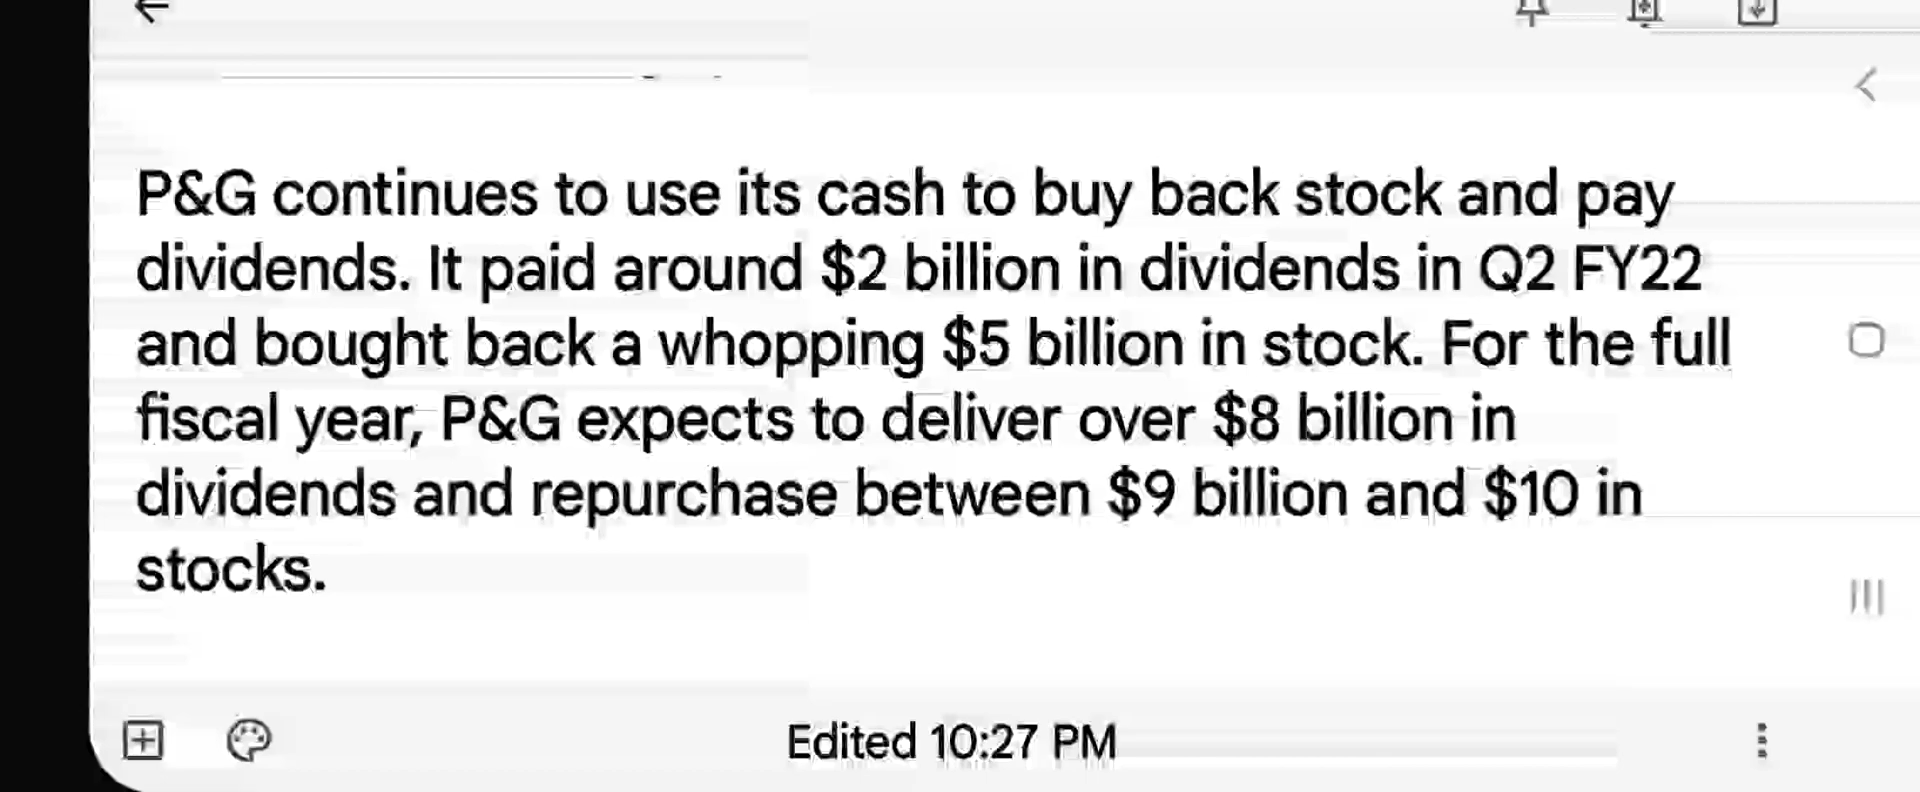 P&G continues to use its cash to buy back stock and pay
dividends. It paid around $2 billion in dividends in Q2 FY22
and bought back a whopping $5 billion in stock. For the full
fiscal year, P&G expects to deliver over $8 billion in
dividends and repurchase between $9 billion and $10 in
stocks.
Edited 10:27 PM